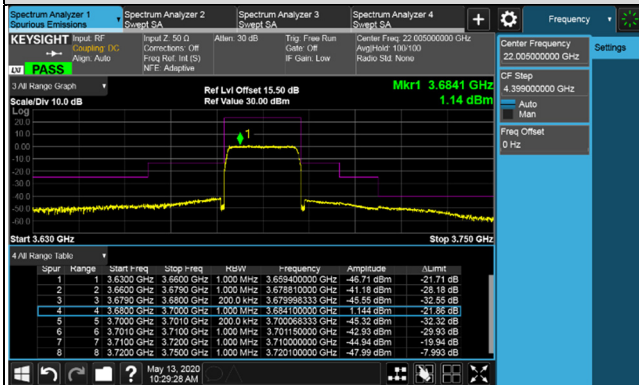 Spectrum Analyzer 1 Spectrum Analyzer 2 Spectrum Analyzer 3 Spectrum Analyzer 4 Frequency
Spurious Emissions Swept SA Swept SA Swept SA
KEYSIGHT Input: RF Input Z: 50 Ω Atten: 30 dB Trig: Free Run Center Freq: 22.005000000 GHz
Coupling: DC Corrections: Off Gate: Off Avg|Hold: 100/100
Align: Auto Freq Ref: Int (S) IF Gain: Low Radio Std: None
LXI PASS NFE: Adaptive
Center Frequency
22.005000000 GHz
Settings
CF Step
4.399000000 GHz
Auto
Man
Freq Offset
0 Hz
3 All Range Graph
Ref Lvl Offset 15.50 dB Mkr1 3.6841 GHz
Scale/Div 10.0 dB Ref Value 30.00 dBm 1.14 dBm
Log
20.0
10.0
1
0.00
-10.0
-20.0
-30.0
-40.0
-50.0
-60.0
Start 3.630 GHz Stop 3.750 GHz
4 All Range Table
Spur Range Start Freq Stop Freq RBW Frequency Amplitude ΔLimit
1 1 3.6300 GHz 3.6600 GHz 1.000 MHz 3.659400000 GHz -46.71 dBm -21.71 dB
2 2 3.6600 GHz 3.6790 GHz 1.000 MHz 3.678810000 GHz -41.18 dBm -28.18 dB
3 3 3.6790 GHz 3.6800 GHz 200.0 kHz 3.679998333 GHz -45.55 dBm -32.55 dB
4 4 3.6800 GHz 3.7000 GHz 1.000 MHz 3.684100000 GHz 1.144 dBm -21.86 dB
5 5 3.7000 GHz 3.7010 GHz 200.0 kHz 3.700068333 GHz -45.32 dBm -32.32 dB
6 6 3.7010 GHz 3.7100 GHz 1.000 MHz 3.701150000 GHz -42.93 dBm -29.93 dB
7 7 3.7100 GHz 3.7200 GHz 1.000 MHz 3.710000000 GHz -44.94 dBm -19.94 dB
8 8 3.7200 GHz 3.7500 GHz 1.000 MHz 3.720100000 GHz -47.99 dBm -7.993 dB
May 13, 2020
10:29:28 AM